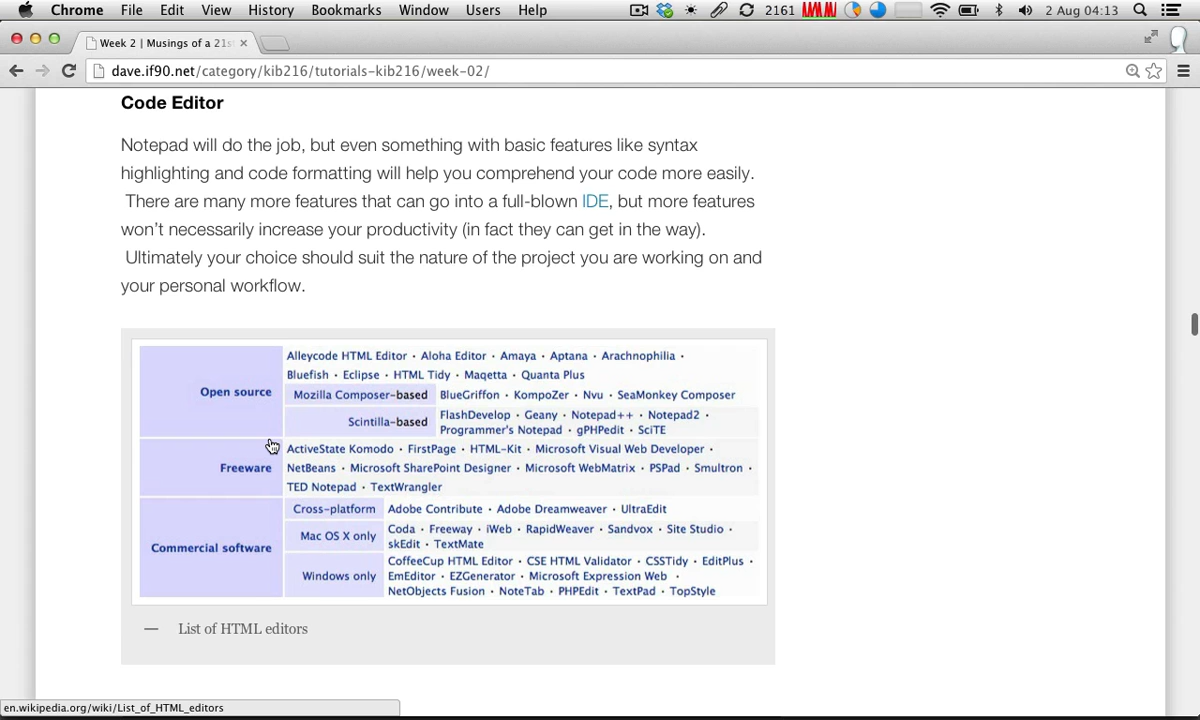 Chrome File Edit View History Bookmarks Window Users Help 2161 2 Aug 04:13
Week 2 | Musings of a 21s
dave.if90.net/category/kib216/tutorials-kib216/week-02/
Code Editor
Notepad will do the job, but even something with basic features like syntax
highlighting and code formatting will help you comprehend your code more easily.
There are many more features that can go into a full-blown IDE, but more features
won't necessarily increase your productivity (in fact they can get in the way).
Ultimately your choice should suit the nature of the project you are working on and
your personal workflow.
Open source
Alleycode HTML Editor · Aloha Editor · Amaya · Aptana · Arachnophilia ·
Bluefish · Eclipse · HTML Tidy · Maqetta · Quanta Plus
Mozilla Composer-based BlueGriffon · KompoZer · Nvu · SeaMonkey Composer
Scintilla-based
FlashDevelop · Geany · Notepad++ · Notepad2 ·
Programmer's Notepad · gPHPedit · SciTE
Freeware
ActiveState Komodo · FirstPage · HTML-Kit · Microsoft Visual Web Developer ·
NetBeans · Microsoft SharePoint Designer · Microsoft WebMatrix · PSPad · Smultron ·
TED Notepad · TextWrangler
Commercial software
Cross-platform Adobe Contribute · Adobe Dreamweaver · UltraEdit
Mac OS X only
Coda · Freeway · iWeb · RapidWeaver · Sandvox · Site Studio ·
skEdit · TextMate
Windows only
CoffeeCup HTML Editor · CSE HTML Validator · CSSTidy · EditPlus ·
EmEditor · EZGenerator · Microsoft Expression Web ·
NetObjects Fusion · NoteTab · PHPEdit · TextPad · TopStyle
— List of HTML editors
en.wikipedia.org/wiki/List_of_HTML_editors